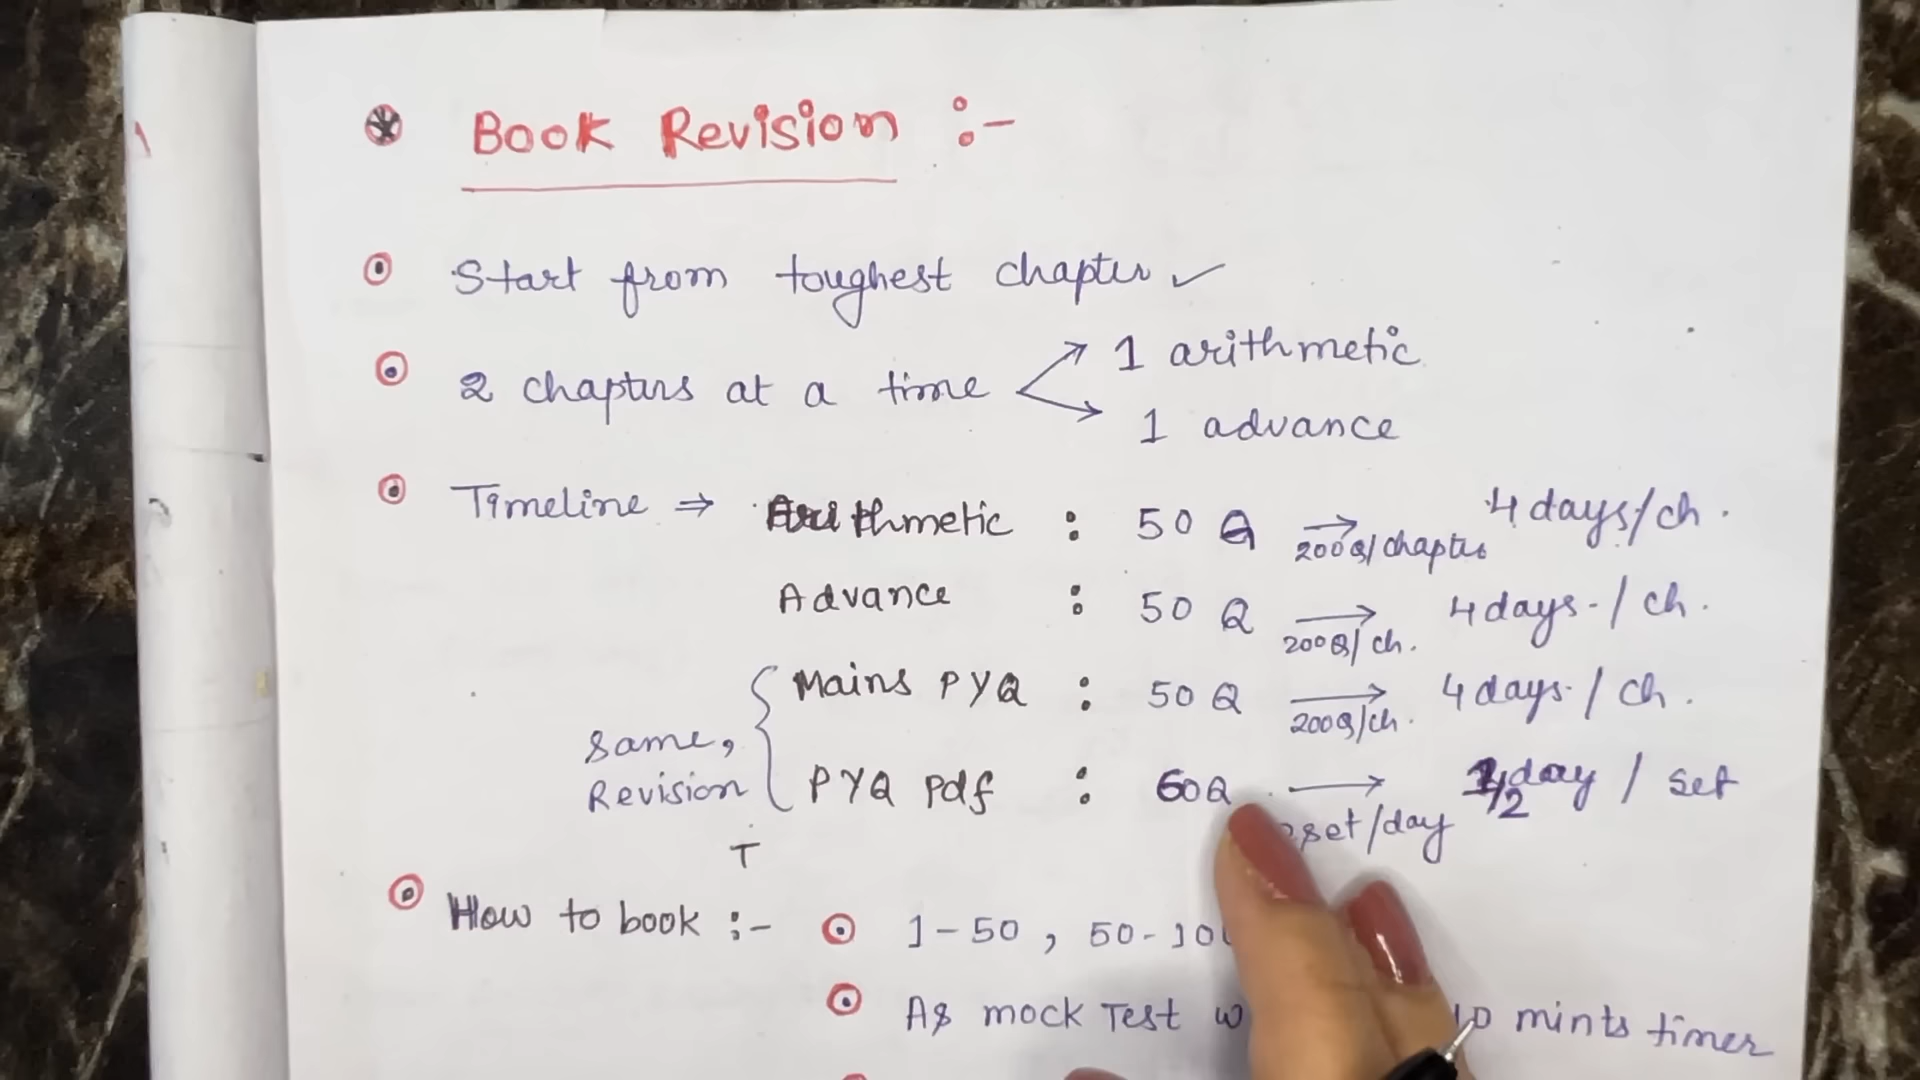 Book Revision :-
Start from toughest chapter ✓
2 chapters at a time
1 arithmetic
1 advance
Timeline ⇒ Arithmetic : 50 Q → 200Q/chapter 4 days/ch.
Advance : 50 Q → 200Q/ch. 4 days-/ch.
Mains PYQ : 50 Q → 200Q/ch. 4 days./ch.
same, Revision
PYQ pdf : 60Q → set/day 1/2 day / set
T
How to book :- 1-50, 50-10
As mock Test 10 mints timer